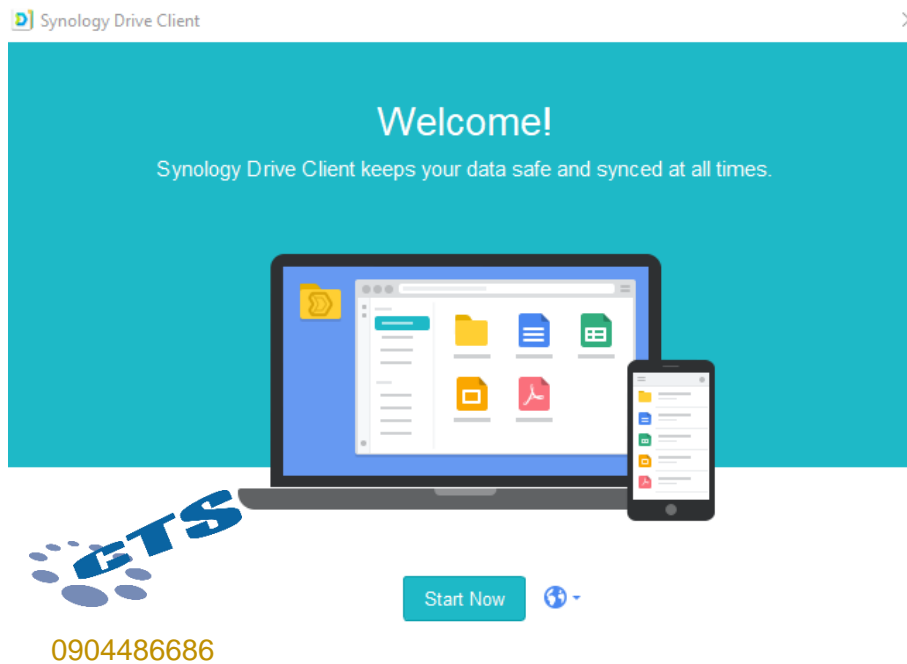 Synology Drive Client
Welcome!
Synology Drive Client keeps your data safe and synced at all times.
CTS
Start Now
0904486686